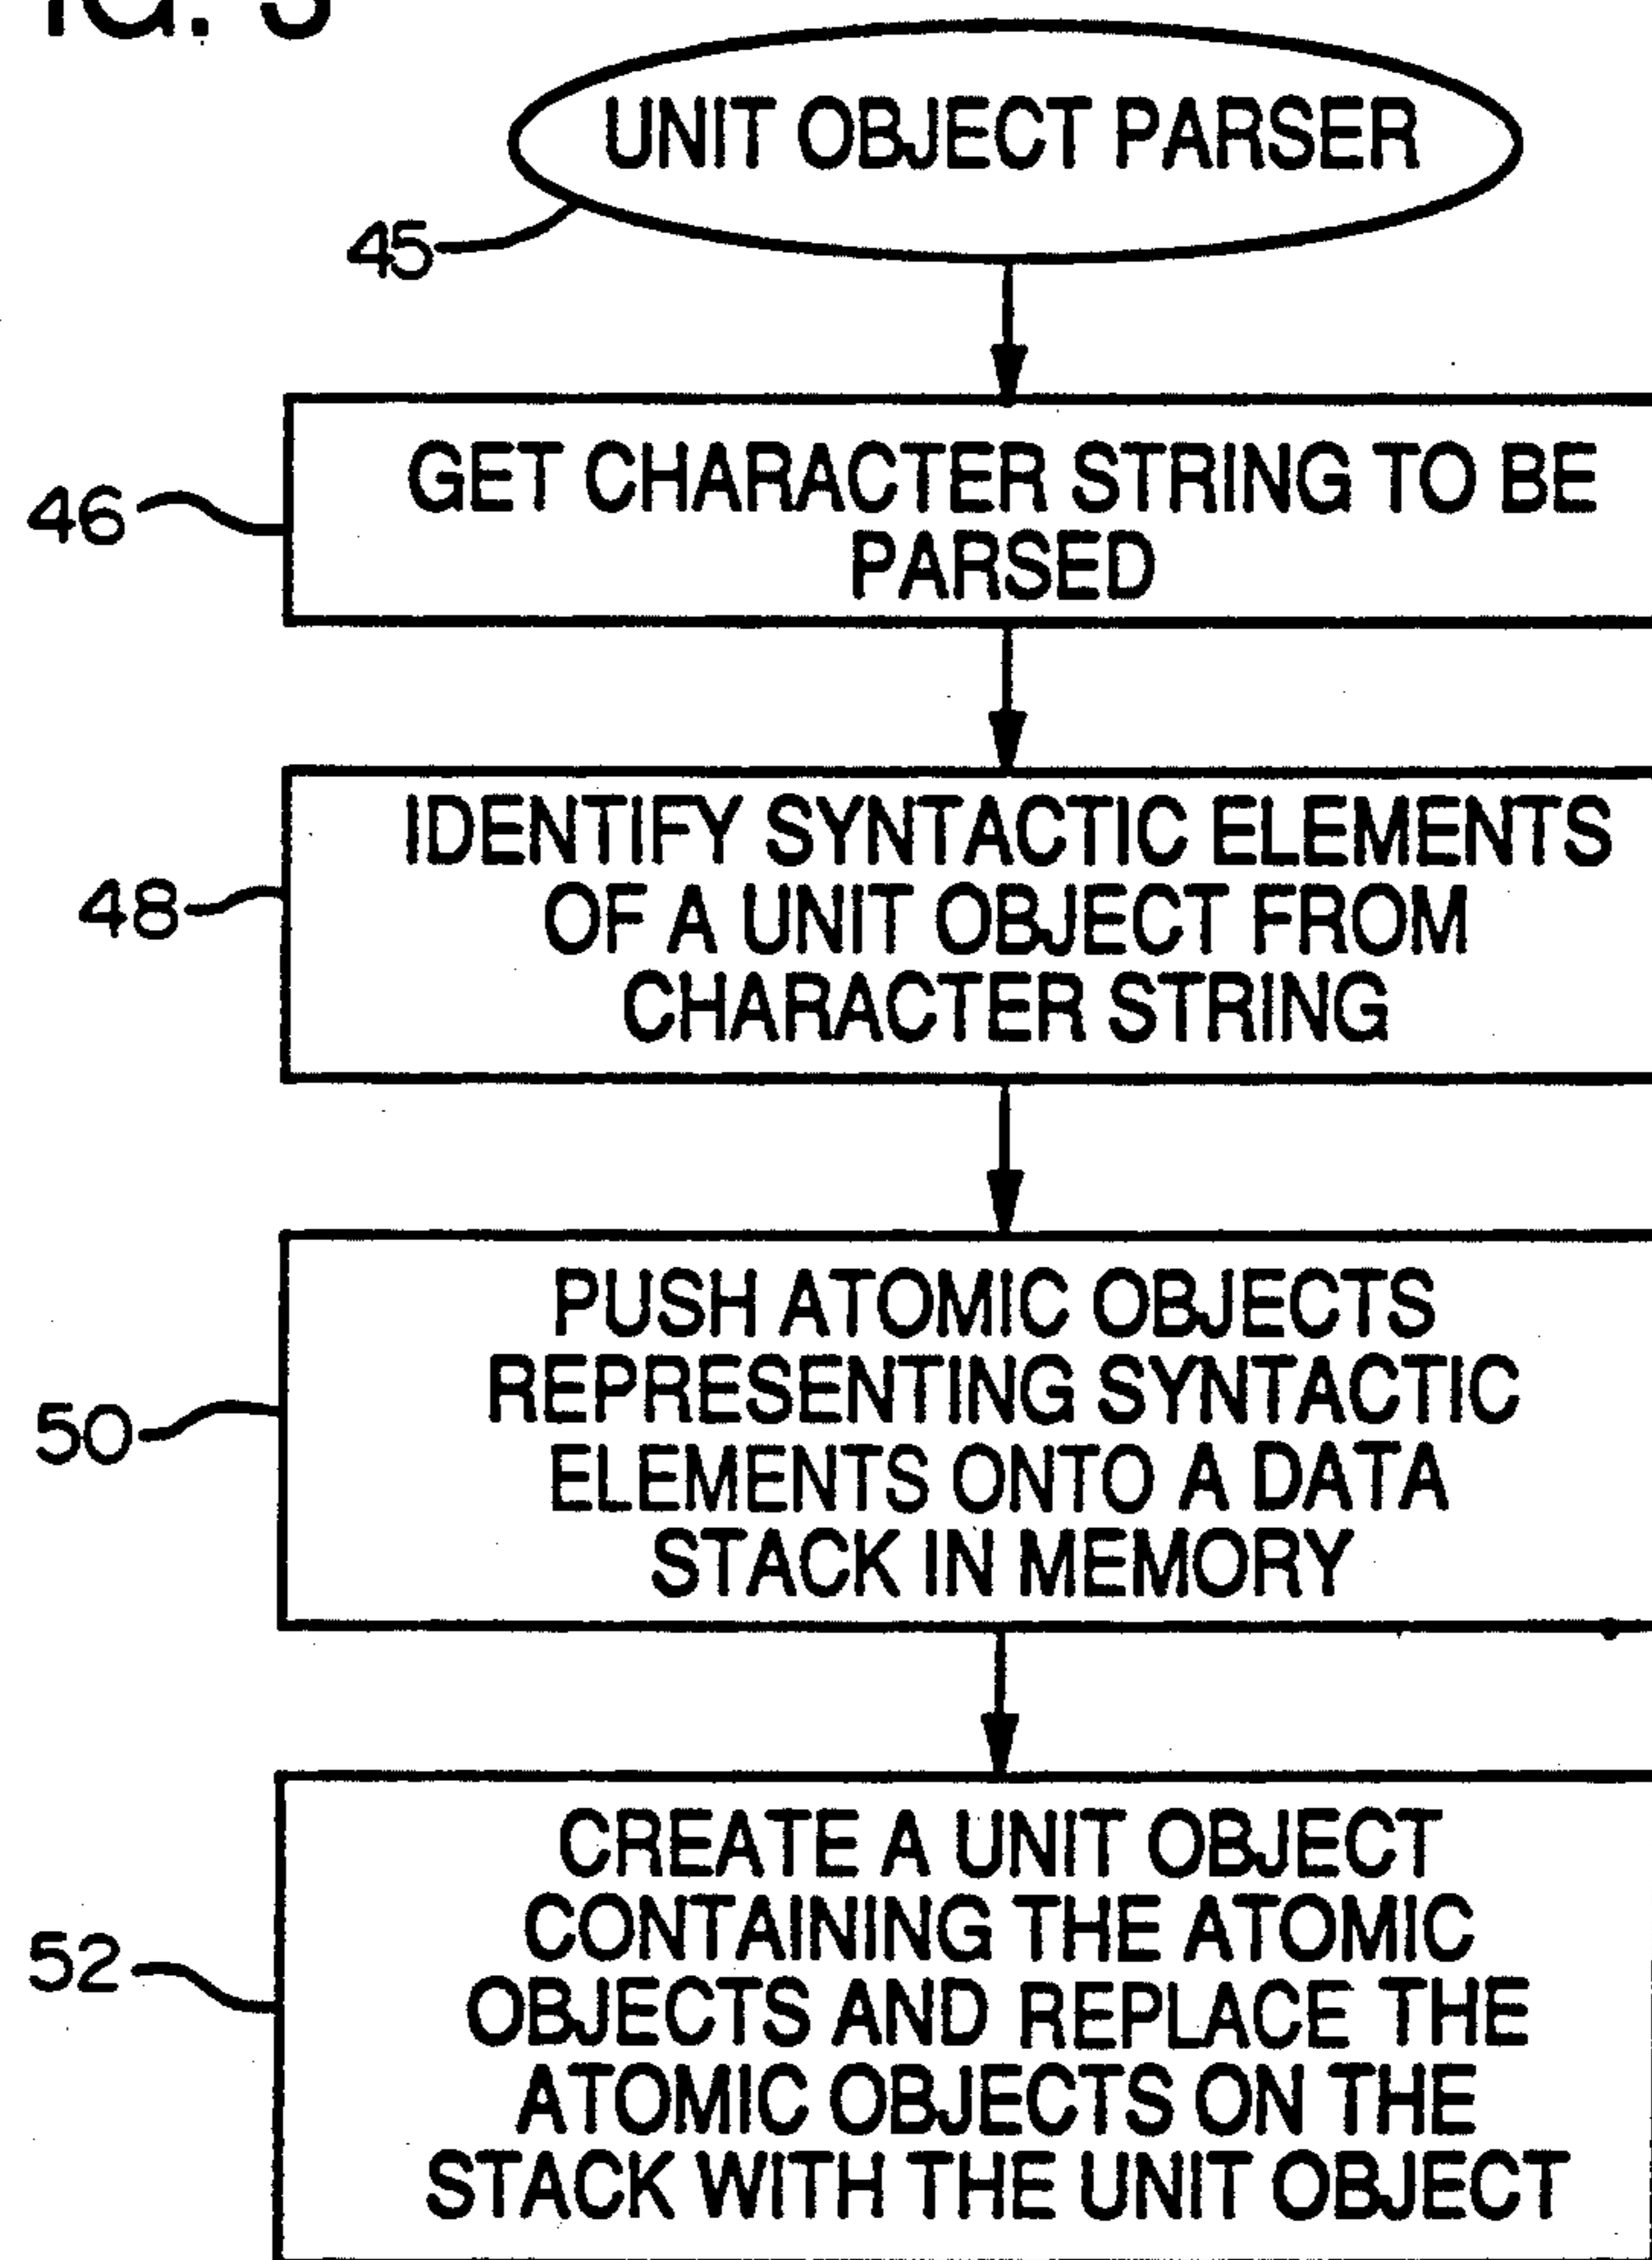 UNIT OBJECT PARSER
45
GET CHARACTER STRING TO BE
PARSED
46
IDENTIFY SYNTACTIC ELEMENTS
OF A UNIT OBJECT FROM
CHARACTER STRING
48
PUSH ATOMIC OBJECTS
REPRESENTING SYNTACTIC
ELEMENTS ONTO A DATA
STACK IN MEMORY
50
CREATE A UNIT OBJECT
CONTAINING THE ATOMIC
OBJECTS AND REPLACE THE
ATOMIC OBJECTS ON THE
STACK WITH THE UNIT OBJECT
52